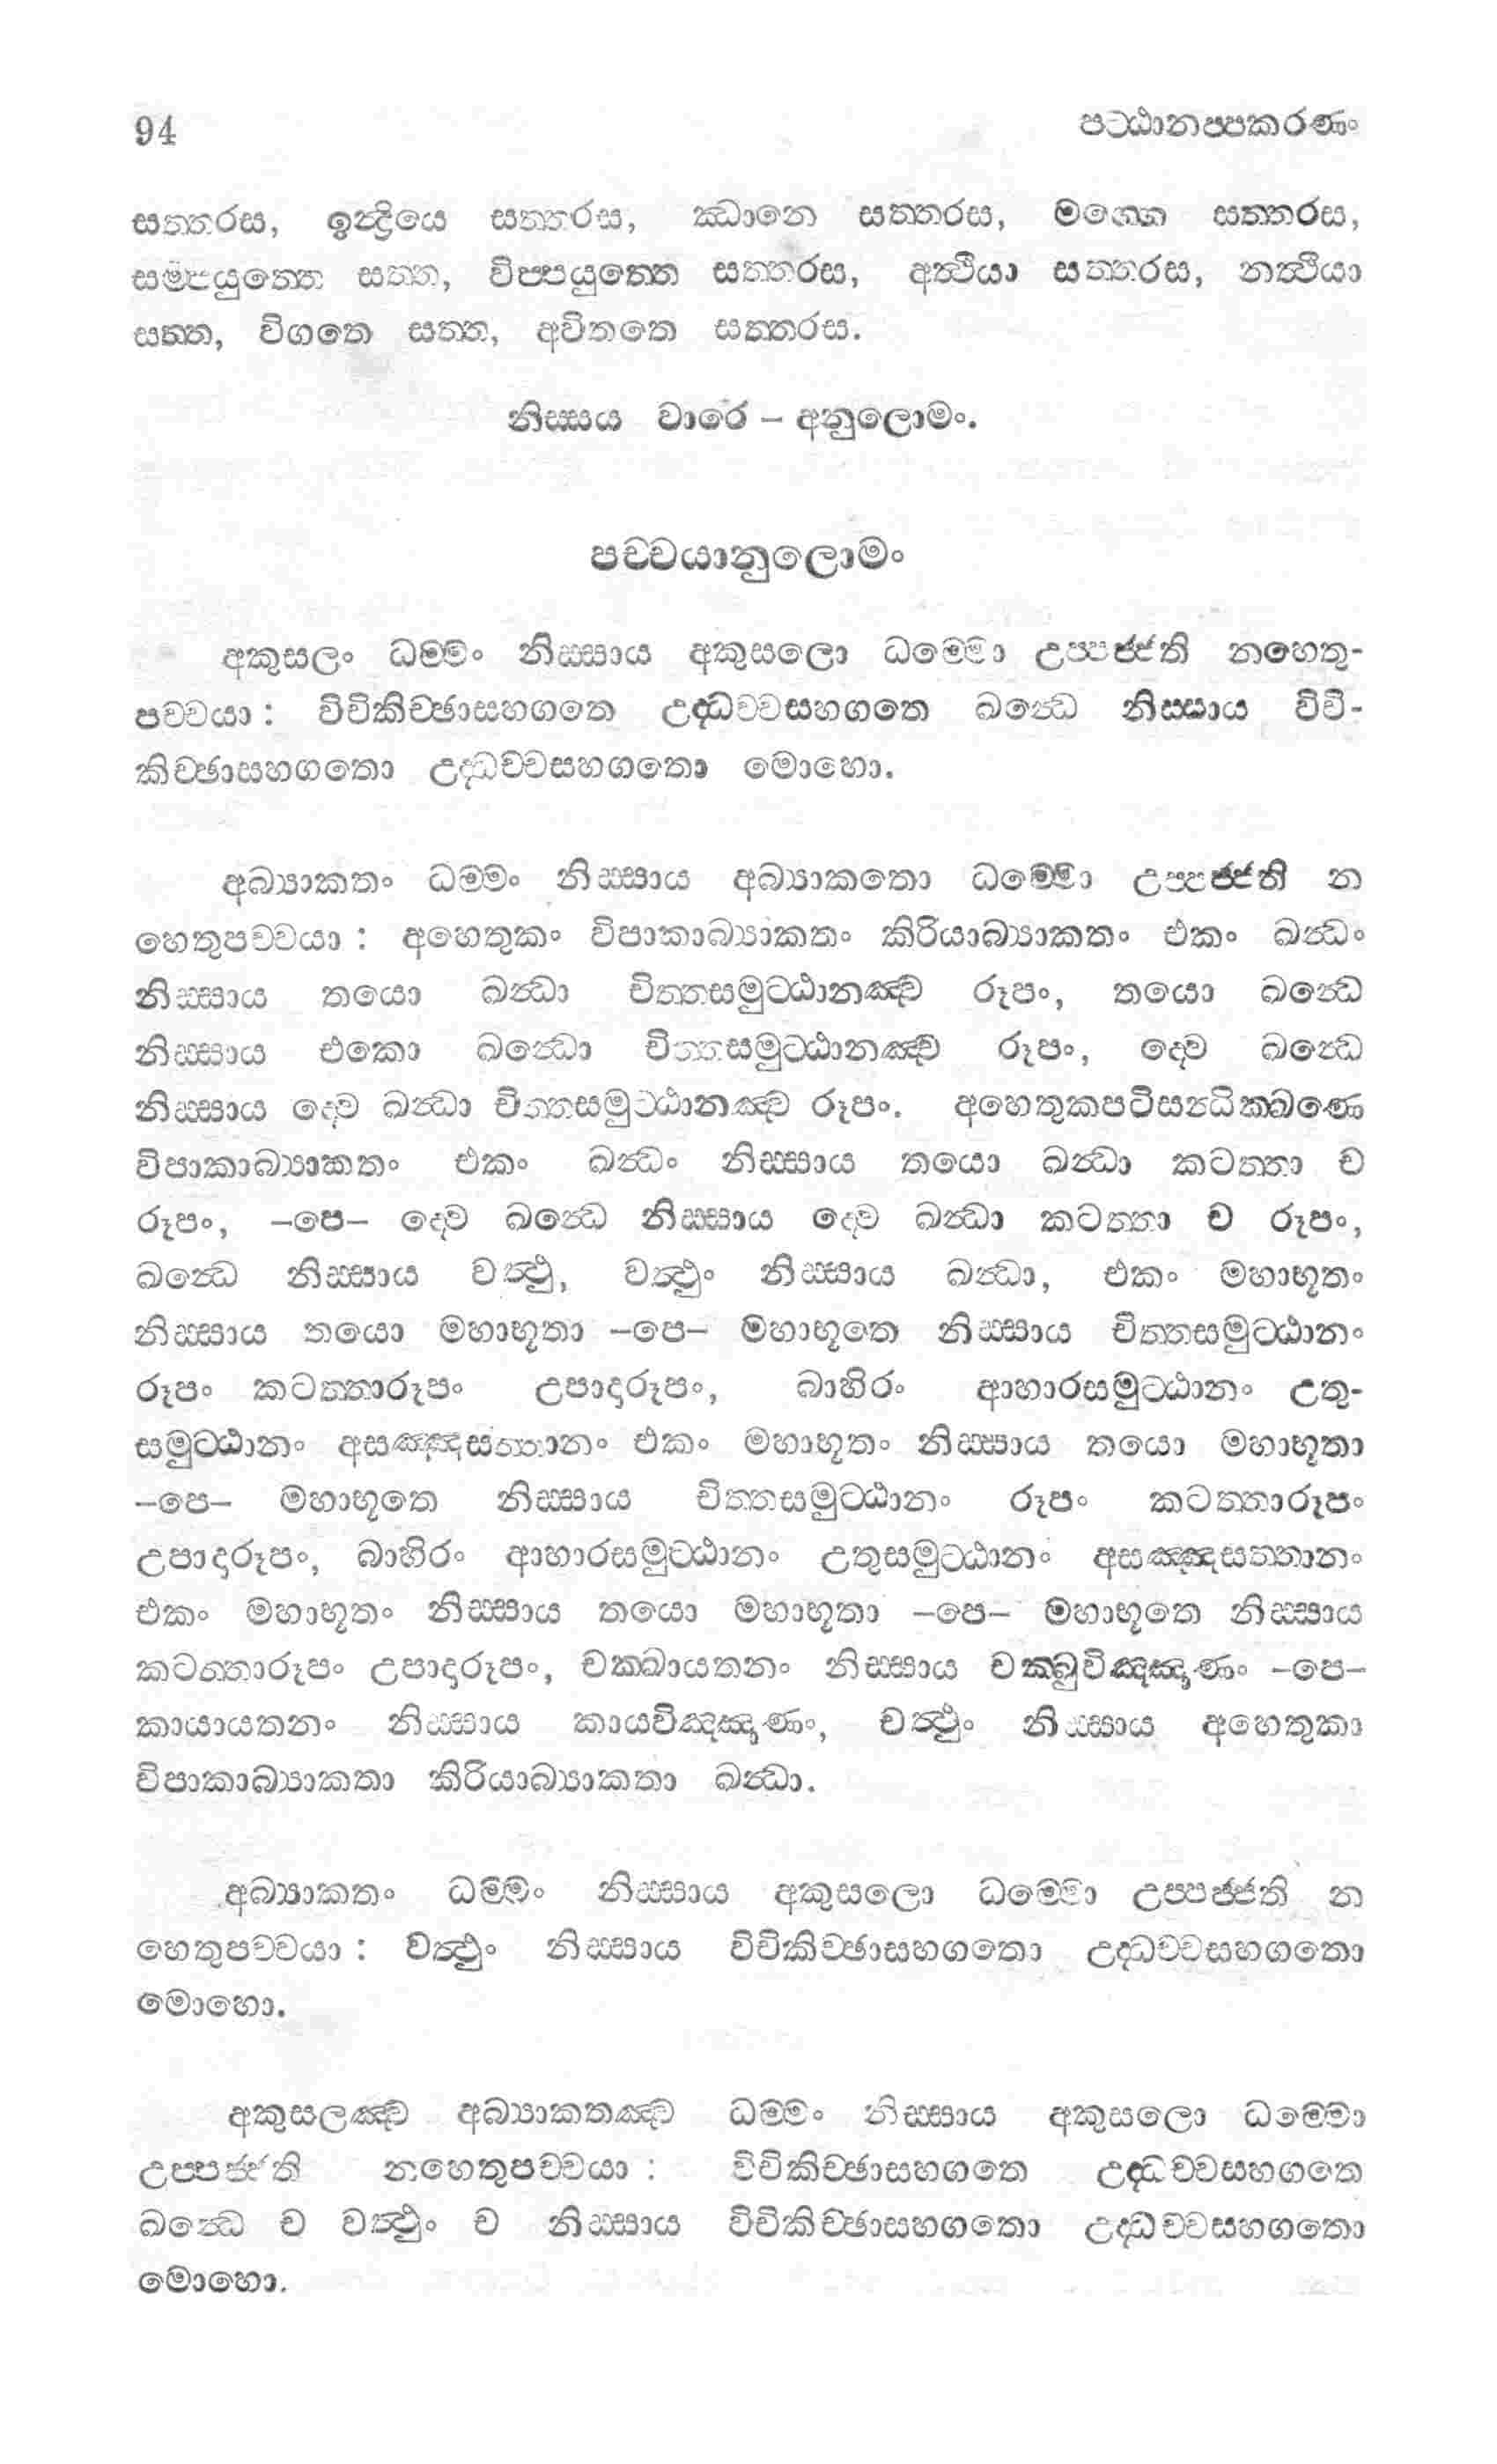 94 පට්ඨානප්පකරණං
සත්තරස, ඉන්ද්‍රියෙ සත්තරස, ඣානෙ සත්තරස, මග්ගෙ සත්තරස,
සම්පයුත්තෙ සත්ත, විප්පයුත්තෙ සත්තරස, අත්ථියා සත්තරස, නත්ථියා
සත්ත, විගතෙ සත්ත, අවිතතෙ සත්තරස.
නිස්සය වාරෙ – අනුලොමං.
පච්චයානුලොමං
අකුසලං ධම්මං නිස්සාය අකුසලො ධම්මො උප්පජ්ජති නහෙතු-
පච්චයා : විචිකිච්ඡාසහගතෙ උද්ධච්චසහගතෙ ඛන්ධෙ නිස්සාය විචි-
කිච්ඡාසහගතො උද්ධච්චසහගතො මොහො.
අබ්‍යාකතං ධම්මං නිස්සාය අබ්‍යාකතො ධම්මො උප්පජ්ජති න
හෙතුපච්චයා : අහෙතුකං විපාකාබ්‍යාකතං කිරියාබ්‍යාකතං එකං ඛන්ධං
නිස්සාය තයො ඛන්ධා චිත්තසමුට්ඨානඤ්ච රූපං, තයො ඛන්ධෙ
නිස්සාය එකො ඛන්ධො චිත්තසමුට්ඨානඤ්ච රූපං, ද්වෙ ඛන්ධෙ
නිස්සාය ද්වෙ ඛන්ධා චිත්තසමුට්ඨානඤ්ච රූපං. අහෙතුකපටිසන්ධික්ඛණෙ
විපාකාබ්‍යාකතං එකං ඛන්ධං නිස්සාය තයො ඛන්ධා කටත්තා ච
රූපං, –පෙ– ද්වෙ ඛන්ධෙ නිස්සාය ද්වෙ ඛන්ධා කටත්තා ච රූපං,
ඛන්ධෙ නිස්සාය වත්ථු, වත්ථුං නිස්සාය ඛන්ධා, එකං මහාභූතං
නිස්සාය තයො මහාභූතා –පෙ– මහාභූතෙ නිස්සාය චිත්තසමුට්ඨානං
රූපං කටත්තාරූපං උපාදාරූපං, බාහිරං ආහාරසමුට්ඨානං උතු-
සමුට්ඨානං අසඤ්ඤසත්තානං එකං මහාභූතං නිස්සාය තයො මහාභූතා
–පෙ– මහාභූතෙ නිස්සාය චිත්තසමුට්ඨානං රූපං කටත්තාරූපං
උපාදාරූපං, බාහිරං ආහාරසමුට්ඨානං උතුසමුට්ඨානං අසඤ්ඤසත්තානං
එකං මහාභූතං නිස්සාය තයො මහාභූතා –පෙ– මහාභූතෙ නිස්සාය
කටත්තාරූපං උපාදාරූපං, චක්ඛායතනං නිස්සාය චක්ඛුවිඤ්ඤාණං –පෙ–
කායායතනං නිස්සාය කායවිඤ්ඤාණං, වත්ථුං නිස්සාය අහෙතුකා
විපාකාබ්‍යාකතා කිරියාබ්‍යාකතා ඛන්ධා.
අබ්‍යාකතං ධම්මං නිස්සාය අකුසලො ධම්මො උප්පජ්ජති න
හෙතුපච්චයා : වත්ථුං නිස්සාය විචිකිච්ඡාසහගතො උද්ධච්චසහගතො
මොහො.
අකුසලඤ්ච අබ්‍යාකතඤ්ච ධම්මං නිස්සාය අකුසලො ධම්මො
උප්පජ්ජති නහෙතුපච්චයා : විචිකිච්ඡාසහගතෙ උද්ධච්චසහගතෙ
ඛන්ධෙ ච වත්ථුං ච නිස්සාය විචිකිච්ඡාසහගතො උද්ධච්චසහගතො
මොහො.